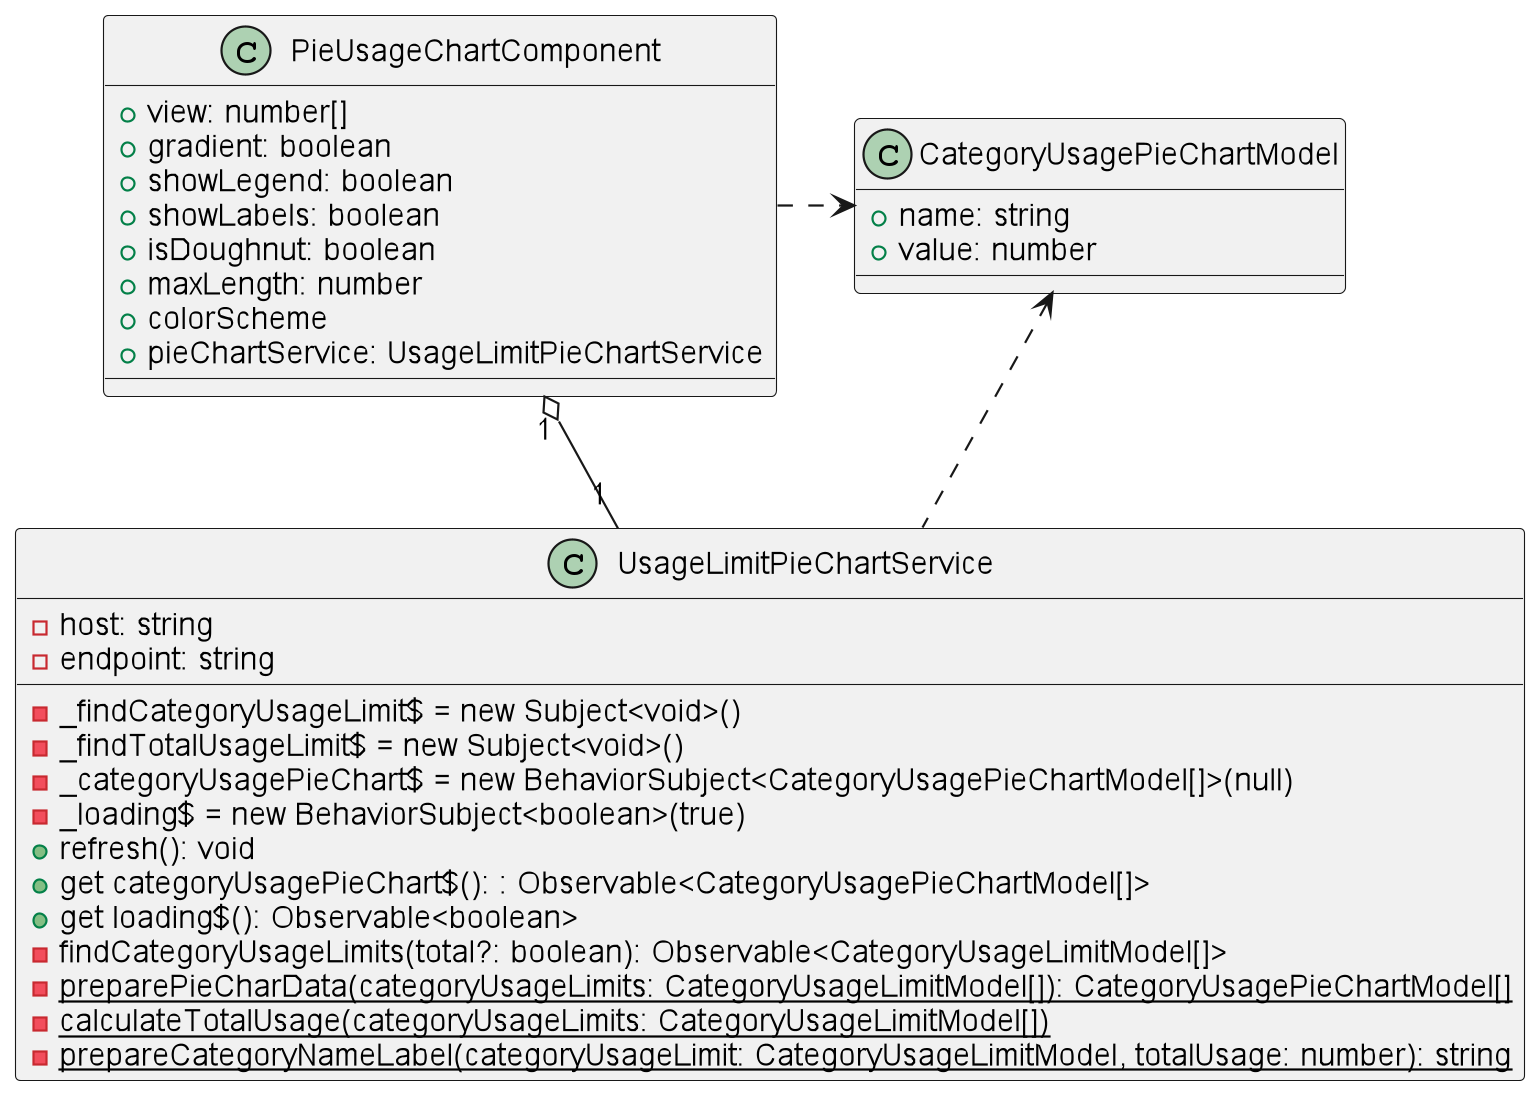 C PieUsageChartComponent
view: number[]
gradient: boolean
showLegend: boolean
showLabels: boolean
isDoughnut: boolean
maxLength: number
colorScheme
pieChartService: UsageLimitPieChartService
C CategoryUsagePieChartModel
name: string
value: number
1
1
C UsageLimitPieChartService
host: string
endpoint: string
_findCategoryUsageLimit$ = new Subject<void>()
_findTotalUsageLimit$ = new Subject<void>()
_categoryUsagePieChart$ = new BehaviorSubject<CategoryUsagePieChartModel[]>(null)
_loading$ = new BehaviorSubject<boolean>(true)
refresh(): void
get categoryUsagePieChart$(): : Observable<CategoryUsagePieChartModel[]>
get loading$(): Observable<boolean>
findCategoryUsageLimits(total?: boolean): Observable<CategoryUsageLimitModel[]>
preparePieCharData(categoryUsageLimits: CategoryUsageLimitModel[]): CategoryUsagePieChartModel[]
calculateTotalUsage(categoryUsageLimits: CategoryUsageLimitModel[])
prepareCategoryNameLabel(categoryUsageLimit: CategoryUsageLimitModel, totalUsage: number): string